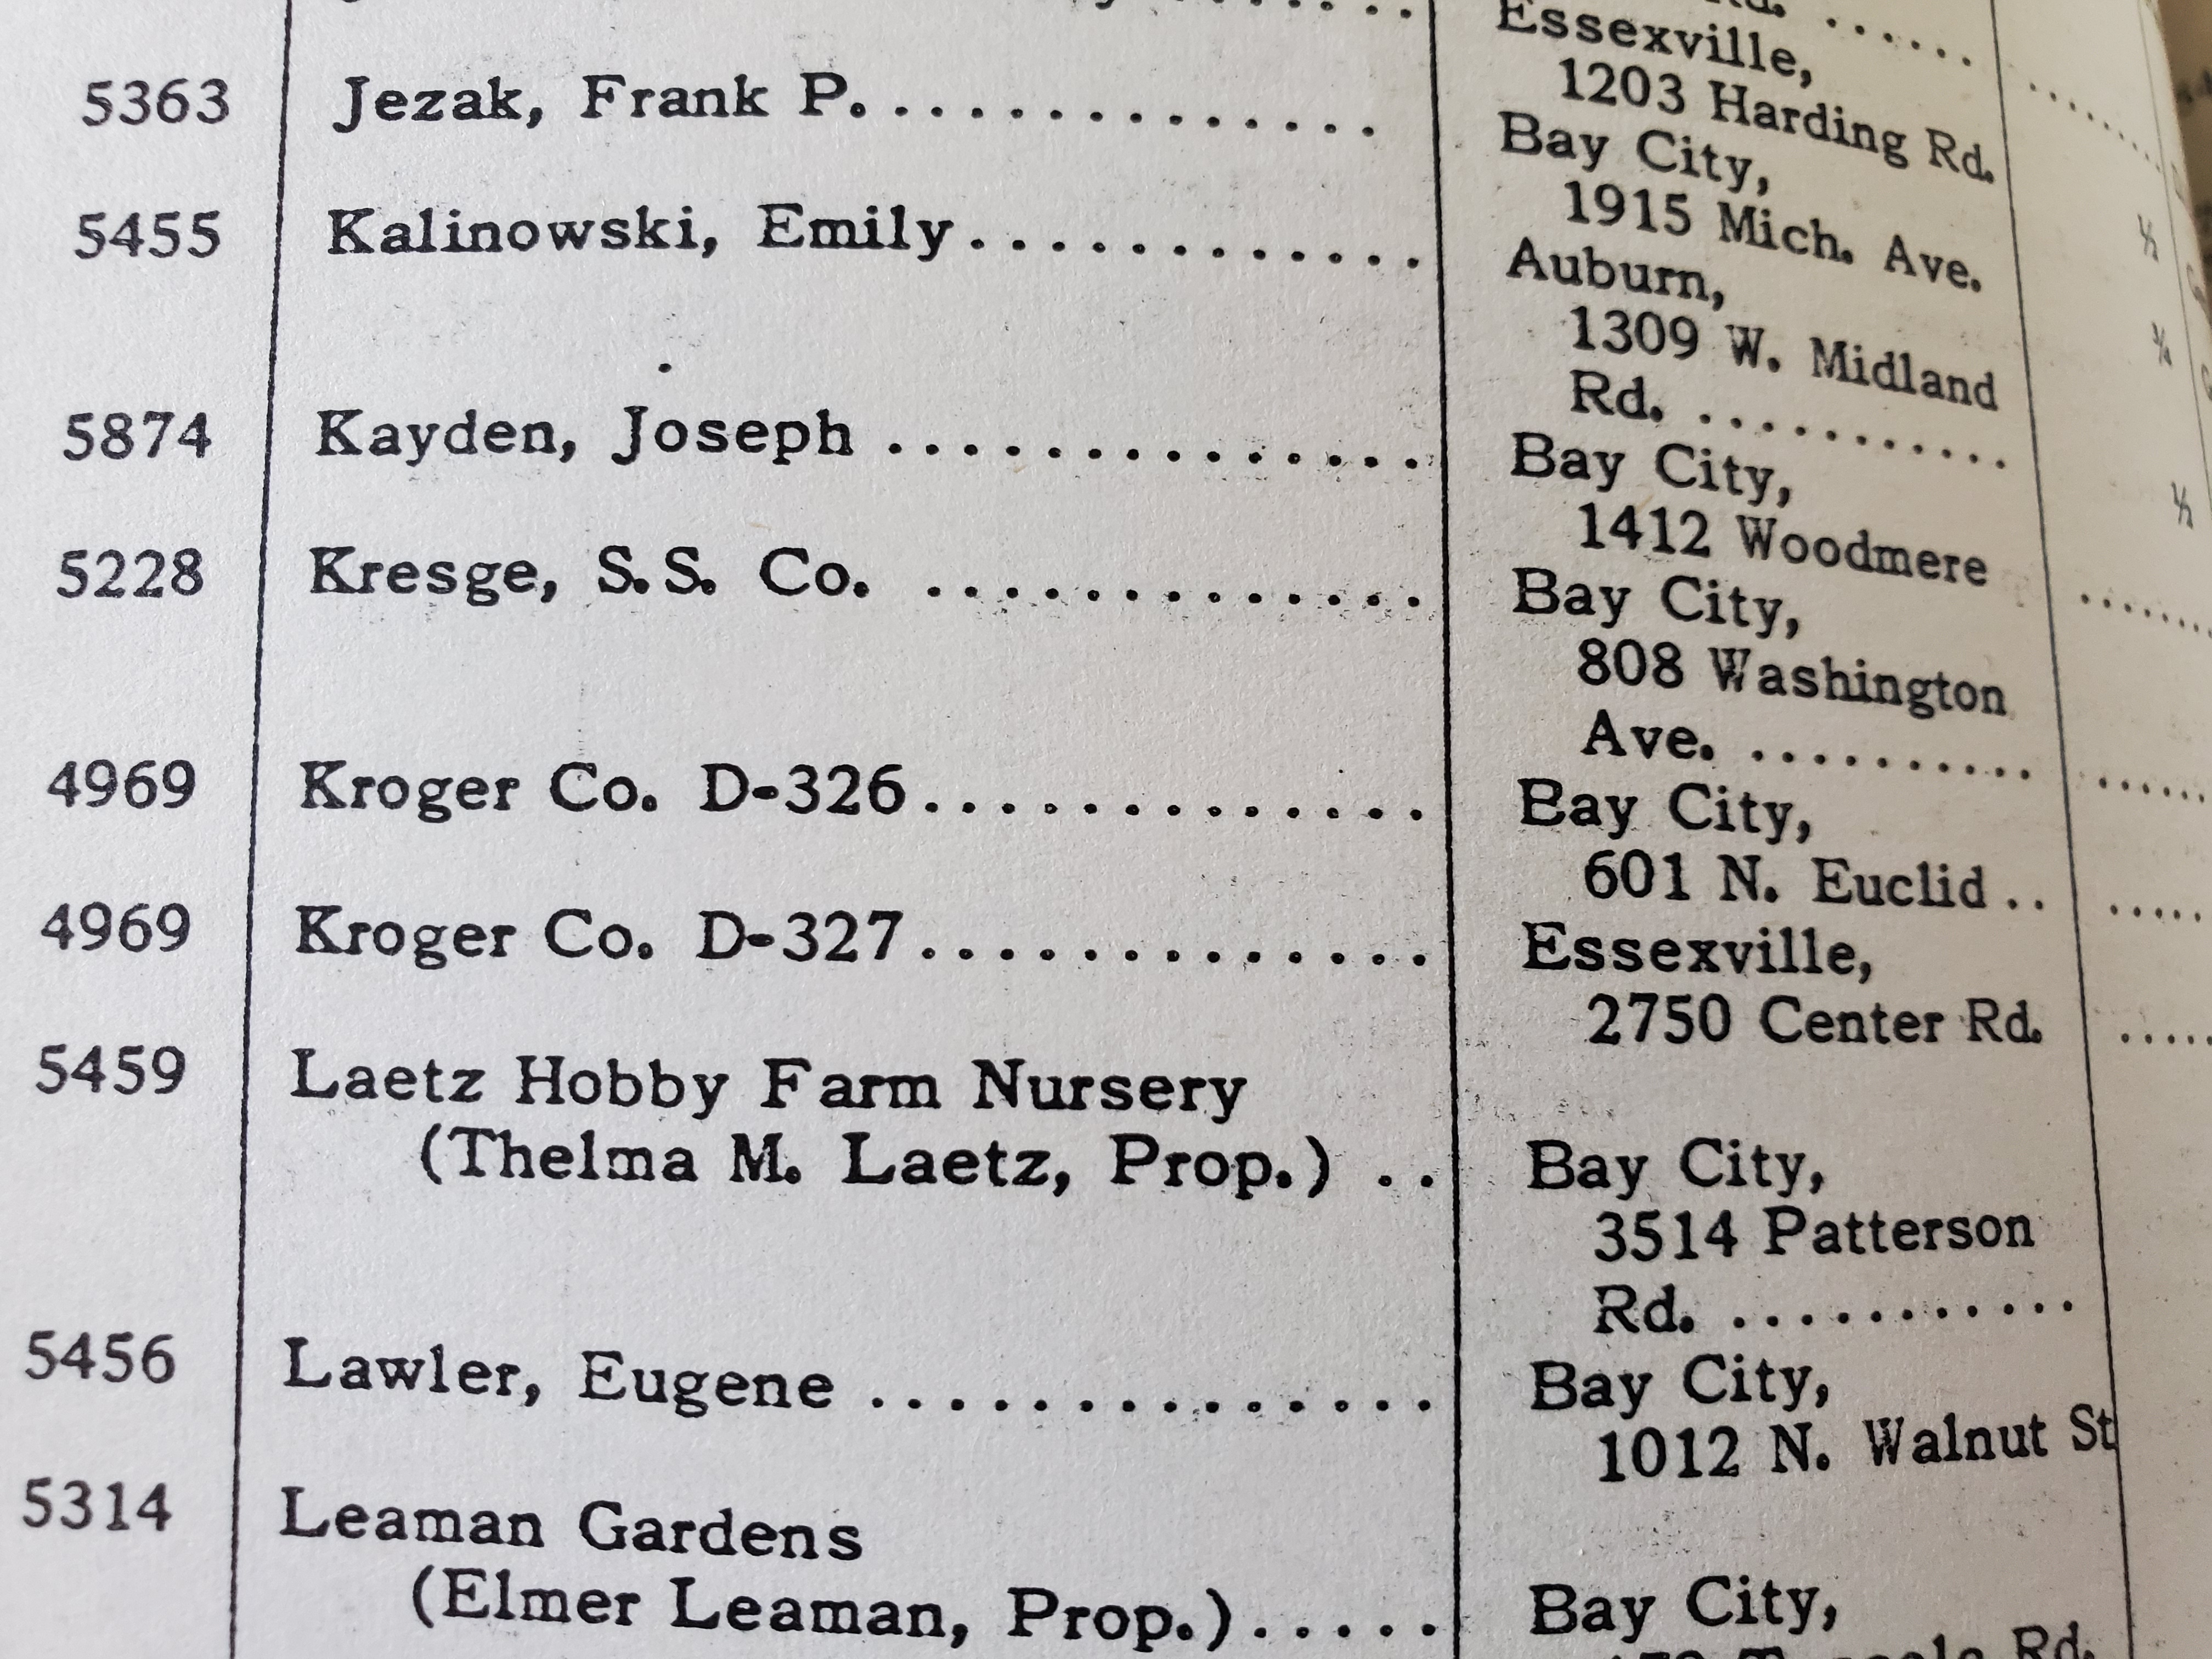 Rd. ......
Essexville,
1203 Harding Rd.
5363 Jezak, Frank P. .............. Bay City,
1915 Mich. Ave.
5455 Kalinowski, Emily ............. Auburn,
1309 W. Midland
Rd. ...........
5874 Kayden, Joseph ............... Bay City,
1412 Woodmere
5228 Kresge, S.S. Co. .............. Bay City,
808 Washington
Ave. ...........
4969 Kroger Co. D-326 .............. Bay City,
601 N. Euclid ..
4969 Kroger Co. D-327 .............. Essexville,
2750 Center Rd.
5459 Laetz Hobby Farm Nursery
(Thelma M. Laetz, Prop.) .. Bay City,
3514 Patterson
Rd. .............
5456 Lawler, Eugene ............... Bay City,
1012 N. Walnut St
5314 Leaman Gardens
(Elmer Leaman, Prop.) ..... Bay City,
Rd.